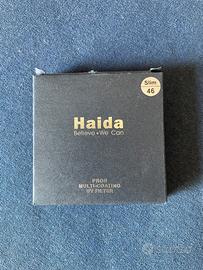 Slim
46
Haida
Believe • We Can
PROII
MULTI-COATING
UV FILTER